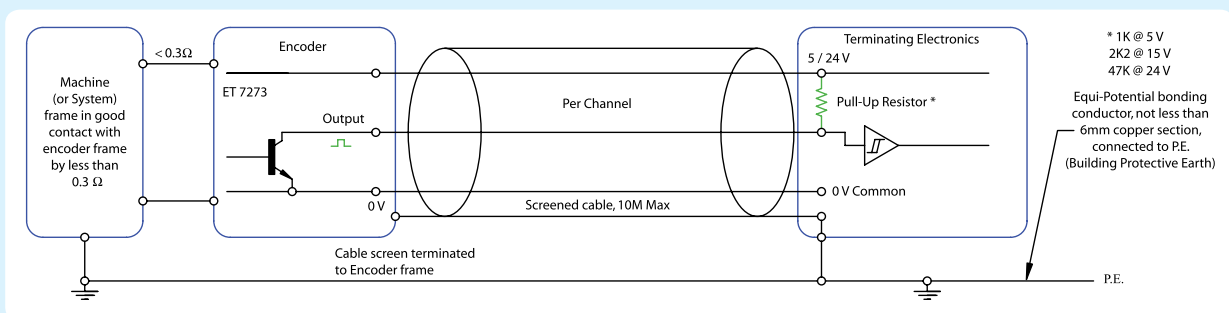 Machine
(or System)
frame in good
contact with
encoder frame
by less than
0.3 Ω
< 0.3Ω
Encoder
ET 7273
Output
0 V
Per Channel
Screened cable, 10M Max
Cable screen terminated
to Encoder frame
Terminating Electronics
5 / 24 V
Pull-Up Resistor *
0 V Common
* 1K @ 5 V
2K2 @ 15 V
47K @ 24 V
Equi-Potential bonding
conductor, not less than
6mm copper section,
connected to P.E.
(Building Protective Earth)
P.E.